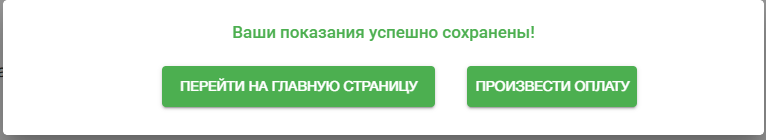 Ваши показания успешно сохранены!
ПЕРЕЙТИ НА ГЛАВНУЮ СТРАНИЦУ
ПРОИЗВЕСТИ ОПЛАТУ